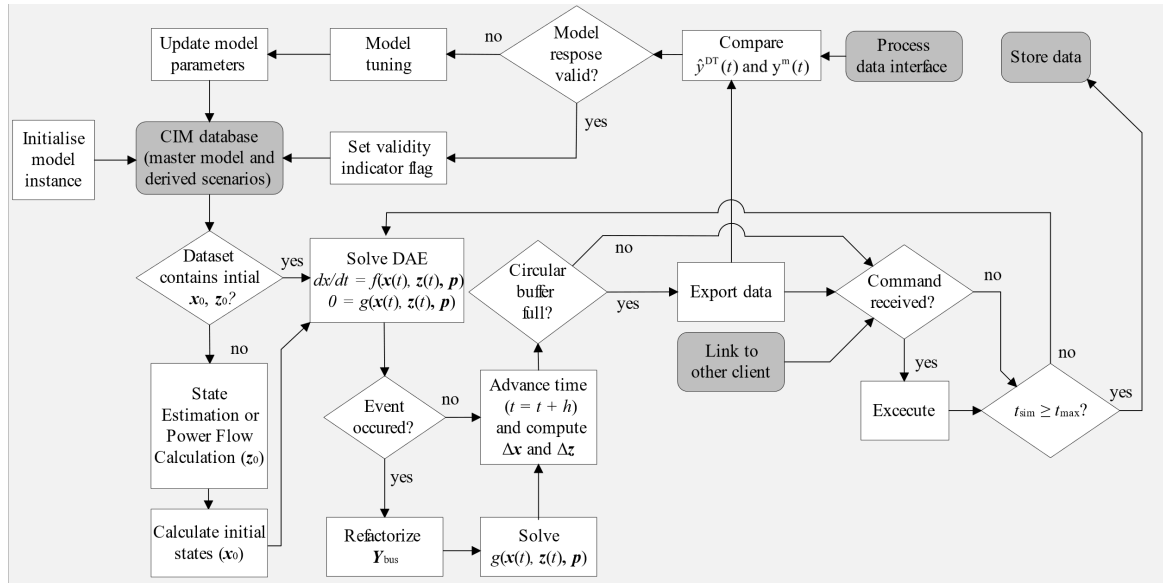 Update model
parameters
Model
tuning
no
Model
respose
valid?
yes
Compare
ŷᴰᵀ(t) and yᵐ(t)
Process
data interface
Store data
Initialise
model
instance
CIM database
(master model and
derived scenarios)
Set validity
indicator flag
Dataset
contains intial
x₀, z₀?
yes
no
Solve DAE
dx/dt = f(x(t), z(t), p)
0 = g(x(t), z(t), p)
Circular
buffer
full?
no
yes
Export data
Command
received?
no
yes
Link to
other client
State
Estimation or
Power Flow
Calculation (z₀)
Calculate initial
states (x₀)
Event
occured?
no
yes
Advance time
(t = t + h)
and compute
Δx and Δz
Refactorize
Y_bus
Solve
g(x(t), z(t), p)
Excecute
t_sim ≥ t_max?
no
yes